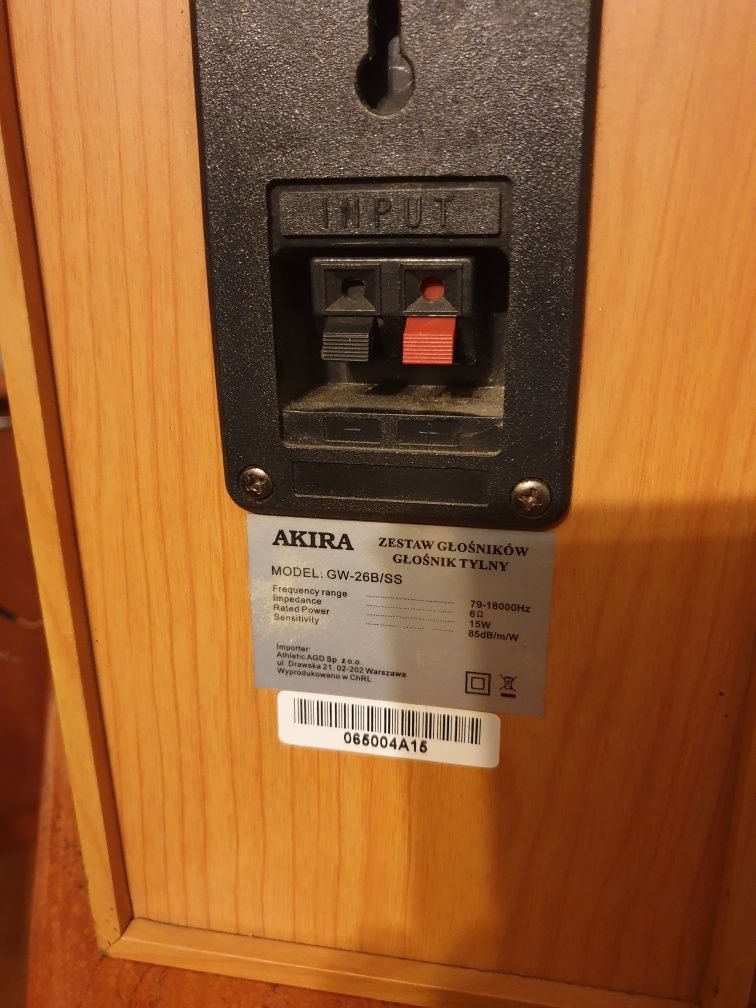 INPUT
- +
AKIRA ZESTAW GŁOŚNIKÓW
GŁOŚNIK TYLNY
MODEL: GW-26B/SS
Frequency range ........................ 79-18000Hz
Impedance ........................ 6Ω
Rated Power ........................ 15W
Sensitivity ........................ 85dB/m/W
Importer:
Athletic AGD Sp. z o.o.
ul Drawska 21, 02-202 Warszawa
Wyprodukowano w ChRL
065004A15